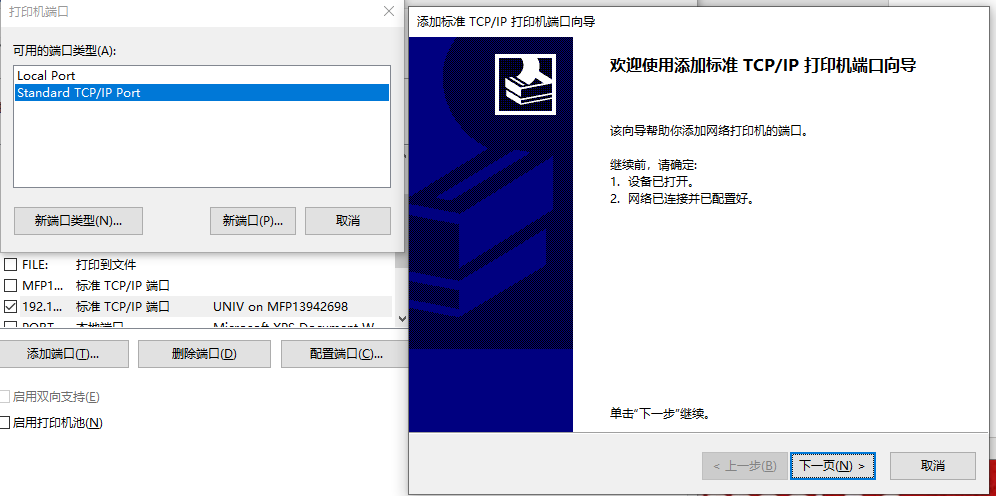 打印机端口
可用的端口类型(A):
Local Port
Standard TCP/IP Port
新端口类型(N)...
新端口(P)...
取消
FILE: 打印到文件
MFP1... 标准 TCP/IP 端口
192.1... 标准 TCP/IP 端口 UNIV on MFP13942698
PORT 本地端口 Microsoft XPS Document W
添加端口(T)...
删除端口(D)
配置端口(C)...
启用双向支持(E)
启用打印机池(N)
添加标准 TCP/IP 打印机端口向导
欢迎使用添加标准 TCP/IP 打印机端口向导
该向导帮助你添加网络打印机的端口。
继续前，请确定:
1. 设备已打开。
2. 网络已连接并已配置好。
单击“下一步”继续。
< 上一步(B)
下一页(N) >
取消